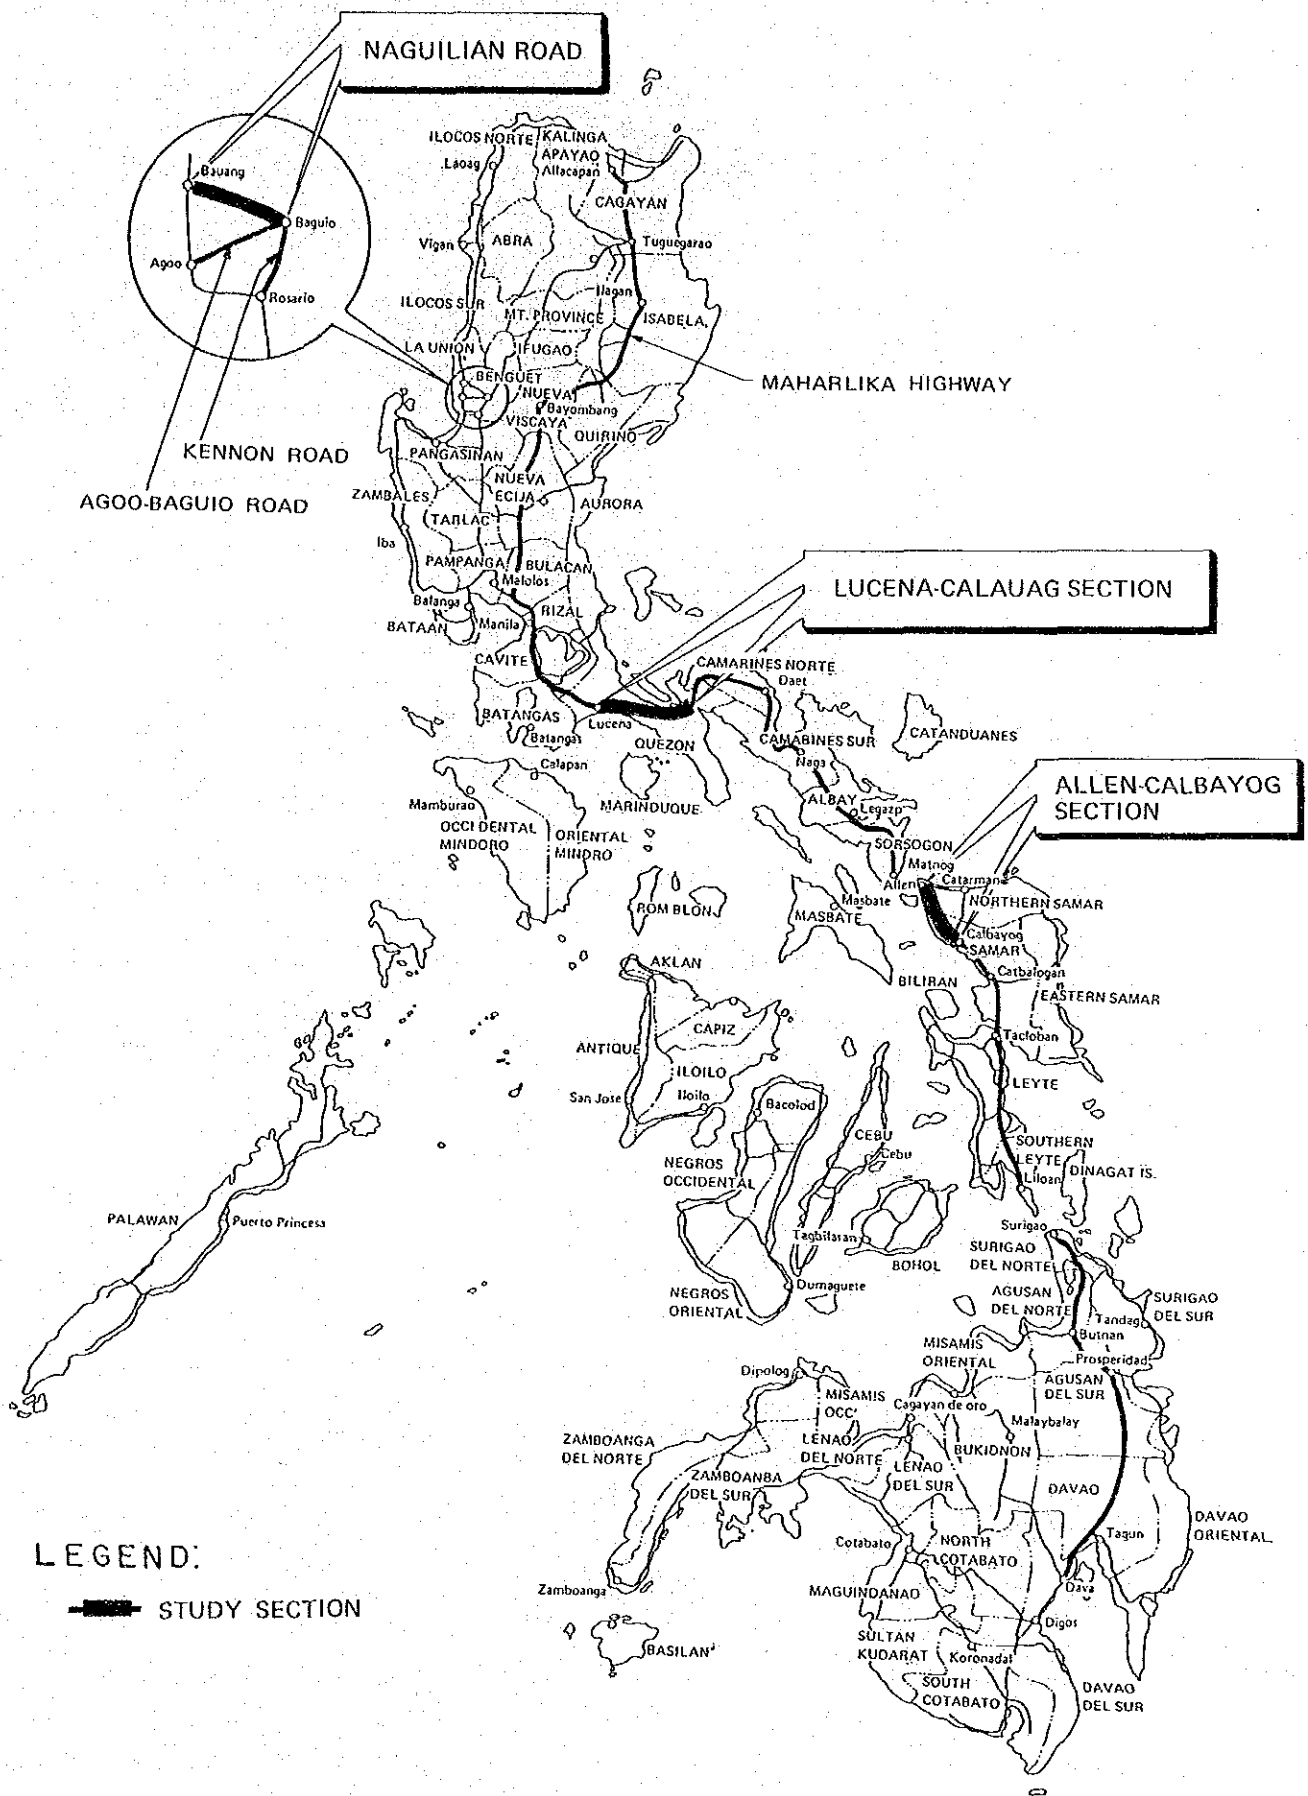 NAGUILIAN ROAD
ILOCOS NORTE
KALINGA
APAYAO
Laoag
Allacapan
Bauang
CAGAYAN
Baguio
Vigan
ABRA
Tuguegarao
Agoo
Rosario
ILOCOS SUR
Ilagan
MT. PROVINCE
ISABELA
LA UNION
IFUGAO
BENGUET
MAHARLIKA HIGHWAY
NUEVA
Bayombang
VISCAYA
QUIRINO
KENNON ROAD
PANGASINAN
AGOO-BAGUIO ROAD
ZAMBALES
NUEVA
ECIJA
AURORA
TARLAC
Iba
PAMPANGA
BULACAN
Malolos
LUCENA-CALAUAG SECTION
Balanga
RIZAL
BATAAN
Manila
CAVITE
CAMARINES NORTE
Daet
BATANGAS
Lucena
Batangas
QUEZON
CAMARINES SUR
CATANDUANES
Naga
Calapan
ALLEN-CALBAYOG
SECTION
Mamburao
MARINDUQUE
ALBAY
Legazp
OCCIDENTAL
MINDORO
ORIENTAL
MINDRO
SORSOGON
Matnog
Allen
Catarman
Masbate
NORTHERN SAMAR
ROMBLON
MASBATE
Calbayog
SAMAR
AKLAN
Catbalogan
BILIRAN
EASTERN SAMAR
CAPIZ
Tacloban
ANTIQUE
ILOILO
LEYTE
San Jose
Iloilo
Bacolod
CEBU
Cebu
SOUTHERN
LEYTE
NEGROS
OCCIDENTAL
DINAGAT IS.
Liloan
PALAWAN
Puerto Princesa
Tagbilaran
Surigao
BOHOL
SURIGAO
DEL NORTE
NEGROS
ORIENTAL
Dumaguete
AGUSAN
DEL NORTE
SURIGAO
DEL SUR
Tandag
Butnan
MISAMIS
ORIENTAL
Prosperidad
Dipolog
AGUSAN
DEL SUR
MISAMIS
OCC'
Cagayan de oro
Malaybalay
ZAMBOANGA
DEL NORTE
LENAO
DEL NORTE
BUKIDNON
ZAMBOANBA
DEL SUR
LENAO
DEL SUR
DAVAO
DAVAO
ORIENTAL
Tagun
Cotabato
NORTH
COTABATO
LEGEND:
Zamboanga
MAGUINDANAO
Dava
STUDY SECTION
Digos
BASILAN
SULTAN
KUDARAT
Koronadal
SOUTH
COTABATO
DAVAO
DEL SUR